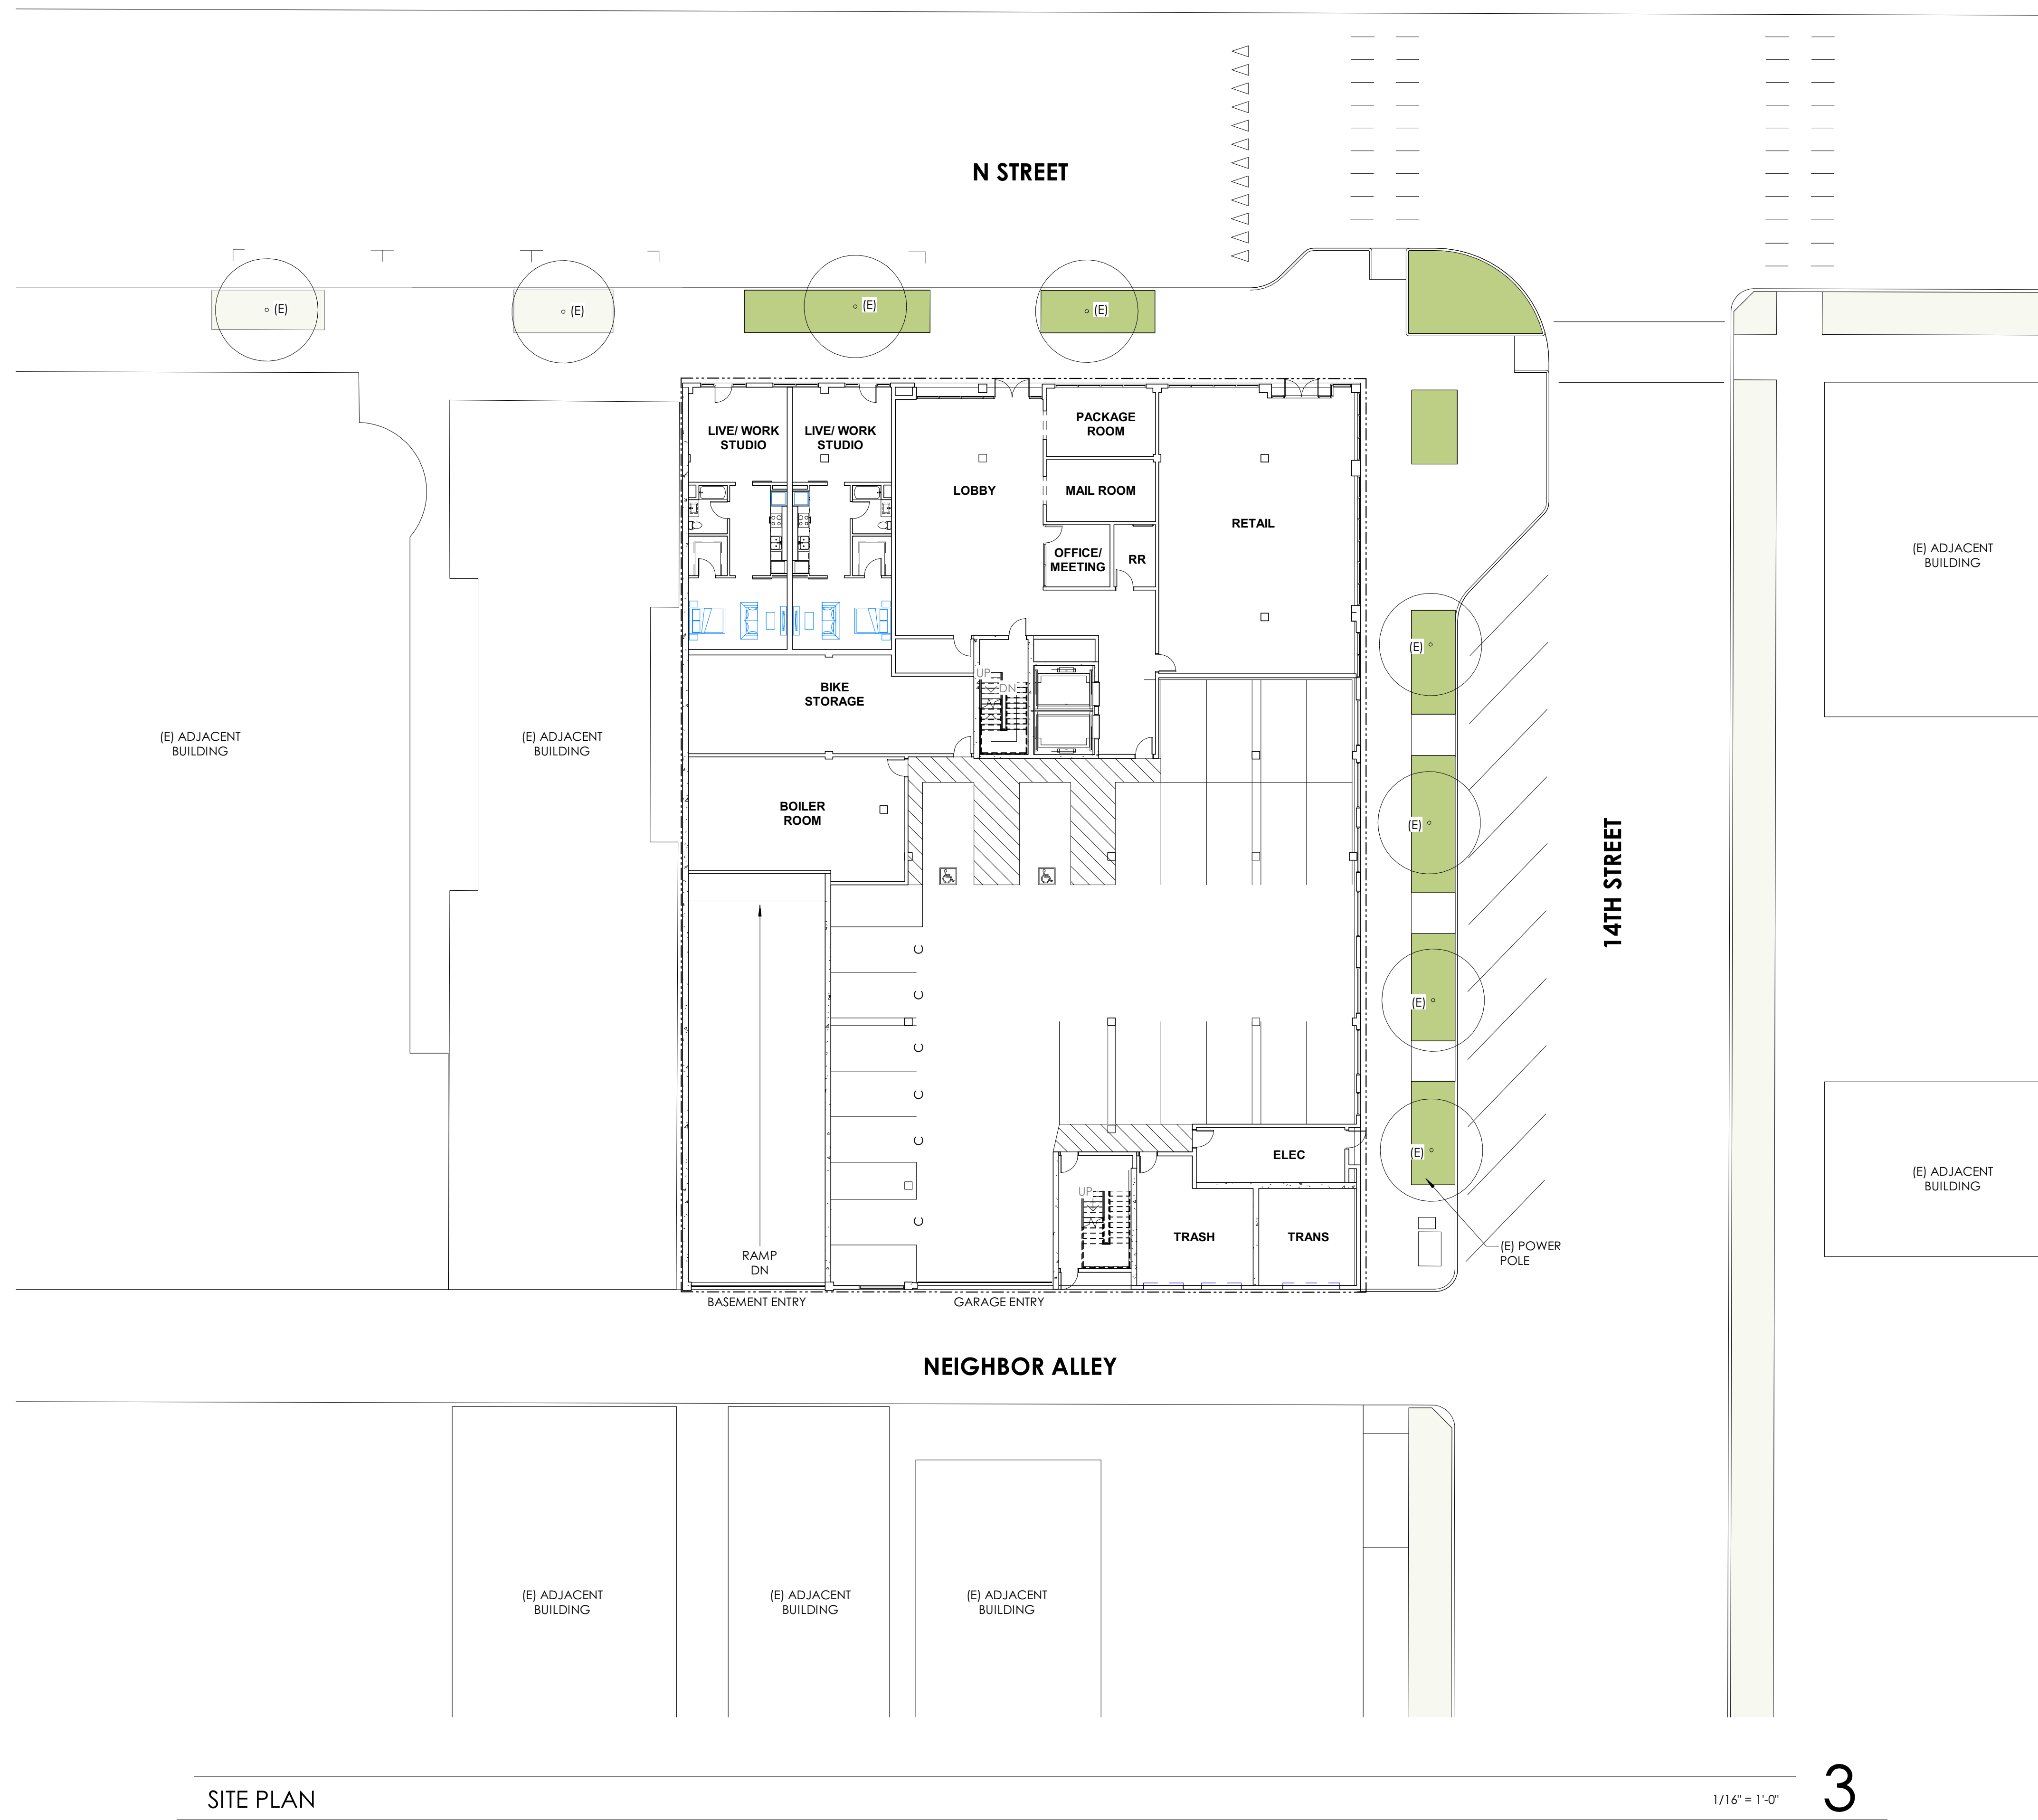 N STREET
(E)
(E)
(E)
(E)
LIVE/ WORK
STUDIO
LIVE/ WORK
STUDIO
PACKAGE
ROOM
LOBBY
MAIL ROOM
RETAIL
OFFICE/
MEETING
RR
(E) ADJACENT
BUILDING
(E)
UP
DN
BIKE
STORAGE
(E) ADJACENT
BUILDING
(E) ADJACENT
BUILDING
BOILER
ROOM
(E)
14TH STREET
C
C
(E)
C
C
C
C
ELEC
(E)
UP
(E) ADJACENT
BUILDING
TRASH
TRANS
RAMP
DN
(E) POWER
POLE
BASEMENT ENTRY
GARAGE ENTRY
NEIGHBOR ALLEY
(E) ADJACENT
BUILDING
(E) ADJACENT
BUILDING
(E) ADJACENT
BUILDING
SITE PLAN
1/16" = 1'-0"
3